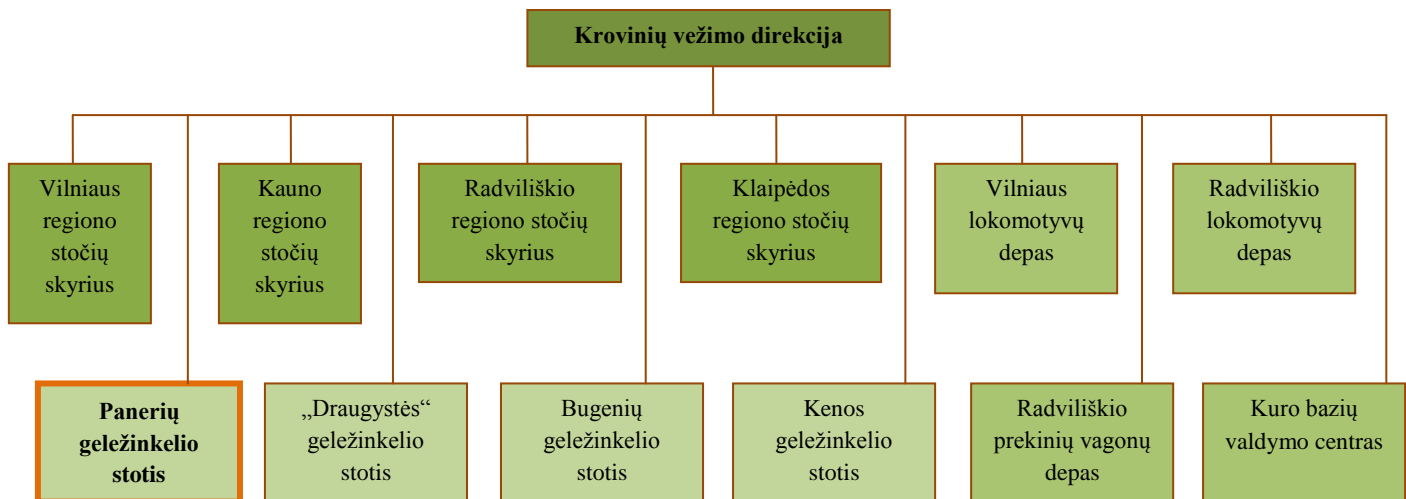 Krovinių vežimo direkcija
Vilniaus
regiono
stočių
skyrius
Kauno
regiono
stočių
skyrius
Radviliškio
regiono stočių
skyrius
Klaipėdos
regiono stočių
skyrius
Vilniaus
lokomotyvų
depas
Radviliškio
lokomotyvų
depas
Panerių
geležinkelio
stotis
„Draugystės“
geležinkelio
stotis
Bugenių
geležinkelio
stotis
Kenos
geležinkelio
stotis
Radviliškio
prekinių vagonų
depas
Kuro bazių
valdymo centras